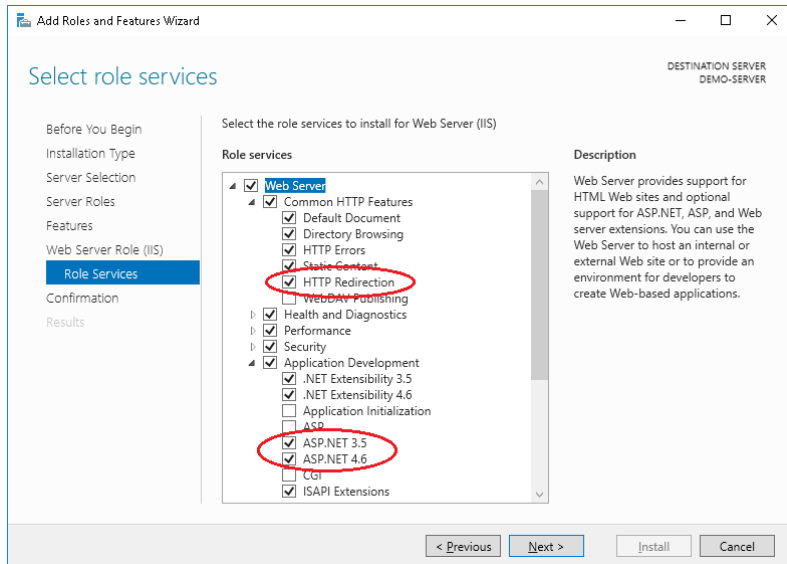 Add Roles and Features Wizard
Select role services
DESTINATION SERVER
DEMO-SERVER
Before You Begin
Installation Type
Server Selection
Server Roles
Features
Web Server Role (IIS)
Role Services
Confirmation
Results
Select the role services to install for Web Server (IIS)
Role services
Web Server
Common HTTP Features
Default Document
Directory Browsing
HTTP Errors
Static Content
HTTP Redirection
WebDAV Publishing
Health and Diagnostics
Performance
Security
Application Development
.NET Extensibility 3.5
.NET Extensibility 4.6
Application Initialization
ASP
ASP.NET 3.5
ASP.NET 4.6
CGI
ISAPI Extensions
Description
Web Server provides support for
HTML Web sites and optional
support for ASP.NET, ASP, and Web
server extensions. You can use the
Web Server to host an internal or
external Web site or to provide an
environment for developers to
create Web-based applications.
< Previous
Next >
Install
Cancel